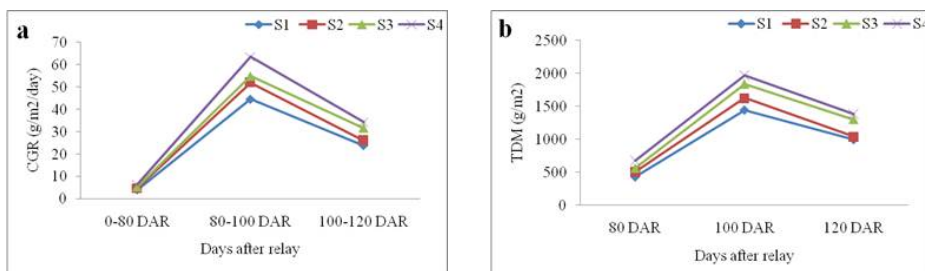 a
S1 S2 S3 S4
70
60
50
40
30
20
10
0
CGR (g/m2/day)
0-80 DAR 80-100 DAR 100-120 DAR
Days after relay
b
S1 S2 S3 S4
2500
2000
1500
1000
500
0
TDM (g/m2)
80 DAR 100 DAR 120 DAR
Days after relay